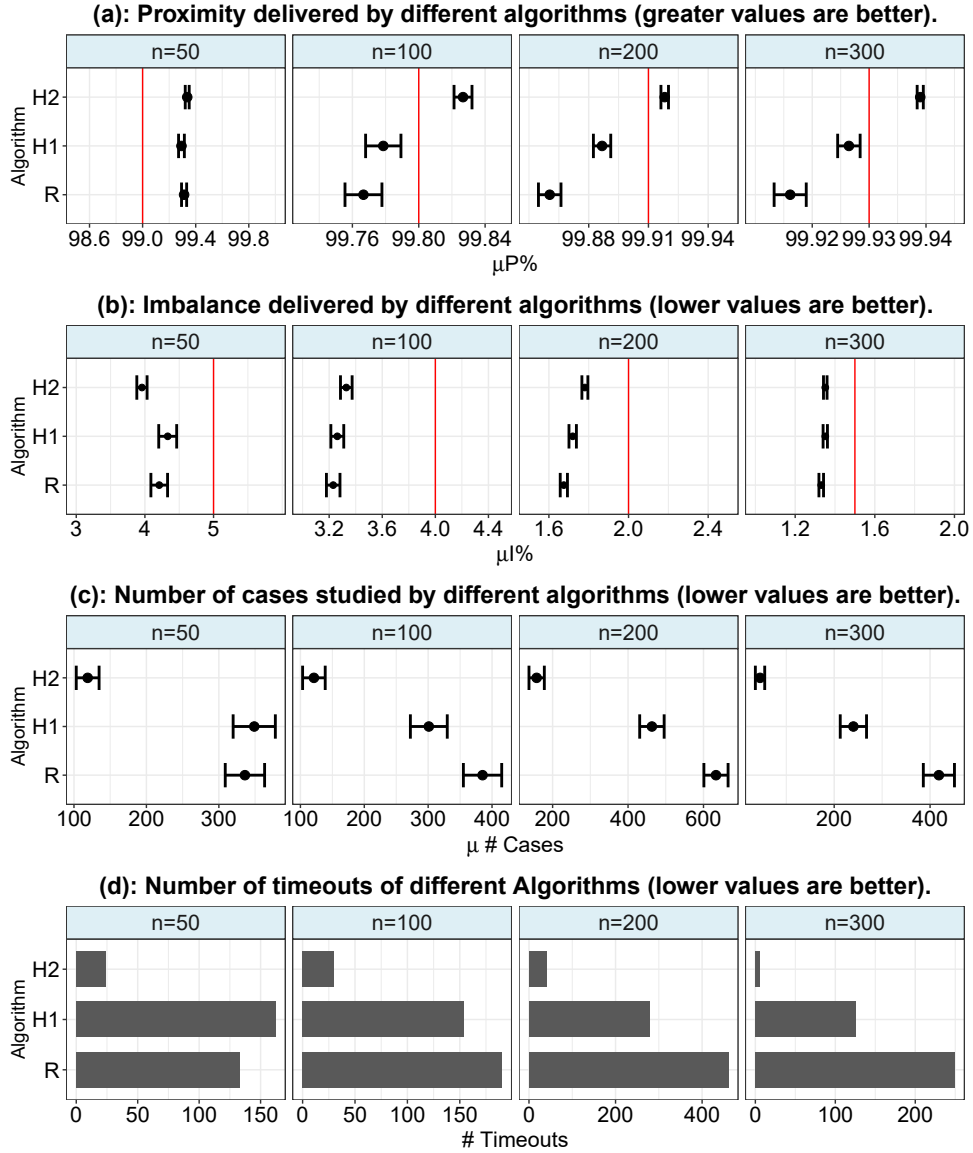 (a): Proximity delivered by different algorithms (greater values are better).
n=50 n=100 n=200 n=300
Algorithm
H2
H1
R
98.6 99.0 99.4 99.8 99.76 99.80 99.84 99.88 99.91 99.94 99.92 99.93 99.94
μP%
(b): Imbalance delivered by different algorithms (lower values are better).
n=50 n=100 n=200 n=300
Algorithm
H2
H1
R
3 4 5 3.2 3.6 4.0 4.4 1.6 2.0 2.4 1.2 1.6 2.0
μI%
(c): Number of cases studied by different algorithms (lower values are better).
n=50 n=100 n=200 n=300
Algorithm
H2
H1
R
100 200 300 100 200 300 400 200 400 600 200 400
μ # Cases
(d): Number of timeouts of different Algorithms (lower values are better).
n=50 n=100 n=200 n=300
Algorithm
H2
H1
R
0 50 100 150 0 50 100 150 0 200 400 0 100 200
# Timeouts